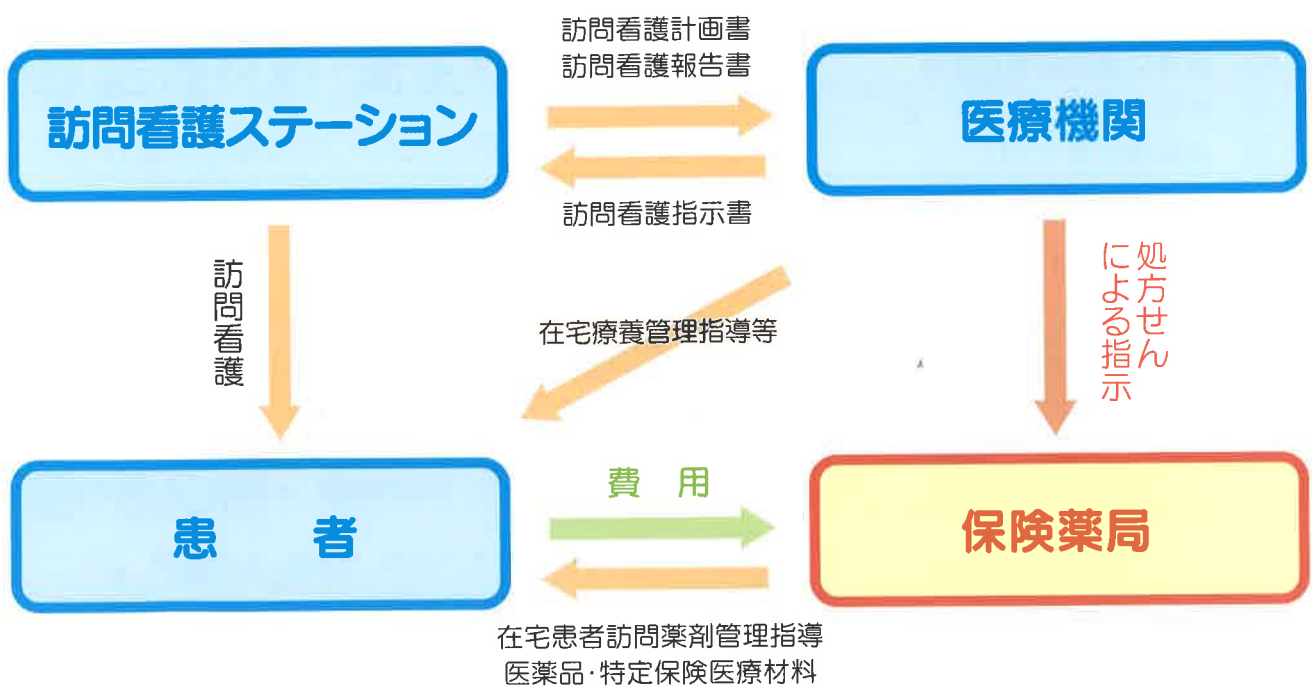 訪問看護計画書
訪問看護報告書
訪問看護ステーション
医療機関
訪問看護指示書
訪問看護
処方せん
による指示
在宅療養管理指導等
費 用
患 者
保険薬局
在宅患者訪問薬剤管理指導
医薬品・特定保険医療材料